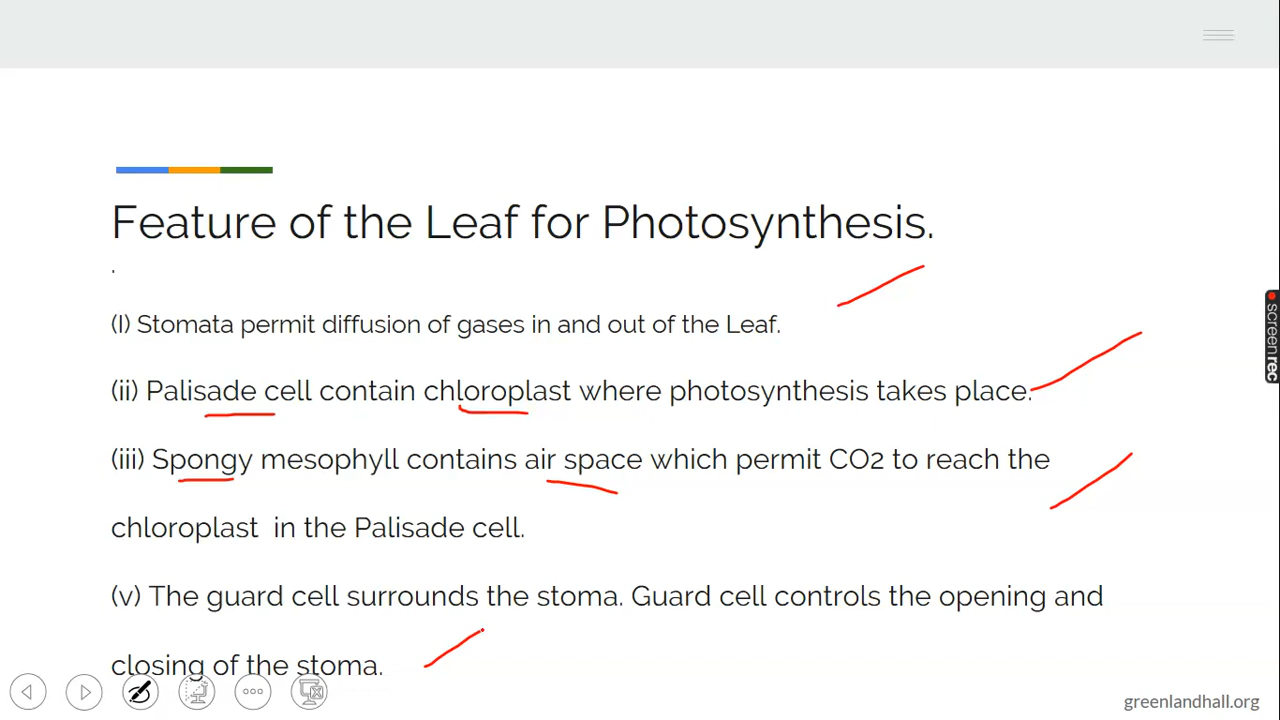 Feature of the Leaf for Photosynthesis.
.
(I) Stomata permit diffusion of gases in and out of the Leaf.
(ii) Palisade cell contain chloroplast where photosynthesis takes place.
(iii) Spongy mesophyll contains air space which permit CO2 to reach the
chloroplast  in the Palisade cell.
(v) The guard cell surrounds the stoma. Guard cell controls the opening and
closing of the stoma.
greenlandhall.org
screenrec